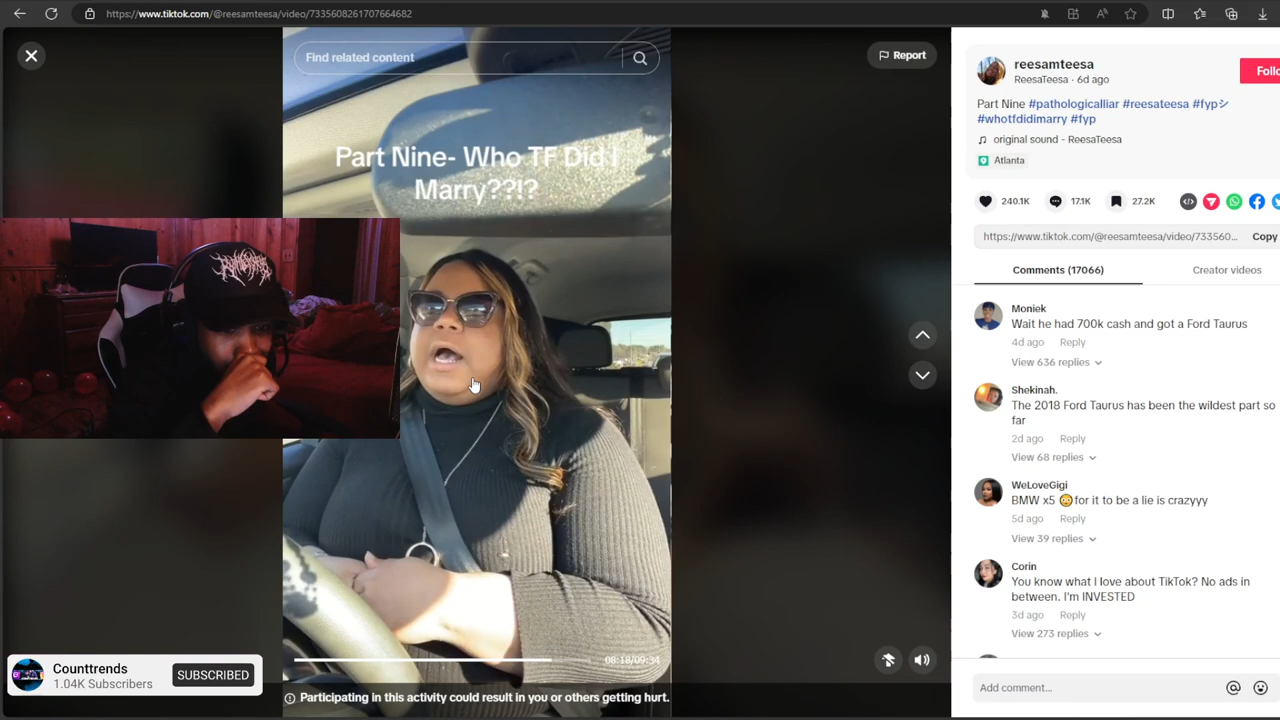 https://www.tiktok.com/@reesamteesa/video/7335608261707664682
Find related content
Report
Part Nine- Who TF Did I
Marry??!?
08:18/09:34
Participating in this activity could result in you or others getting hurt.
Counttrends
1.04K Subscribers
SUBSCRIBED
reesamteesa
ReesaTeesa · 6d ago
Follo
Part Nine #pathologicalliar #reesateesa #fypシ
#whotfdidimarry #fyp
original sound - ReesaTeesa
Atlanta
240.1K
17.1K
27.2K
https://www.tiktok.com/@reesamteesa/video/733560...
Copy
Comments (17066)
Creator videos
Moniek
Wait he had 700k cash and got a Ford Taurus
4d ago Reply
View 636 replies
Shekinah.
The 2018 Ford Taurus has been the wildest part so
far
2d ago Reply
View 68 replies
WeLoveGigi
BMW x5 😳for it to be a lie is crazyyy
5d ago Reply
View 39 replies
Corin
You know what I love about TikTok? No ads in
between. I'm INVESTED
3d ago Reply
View 273 replies
Add comment...